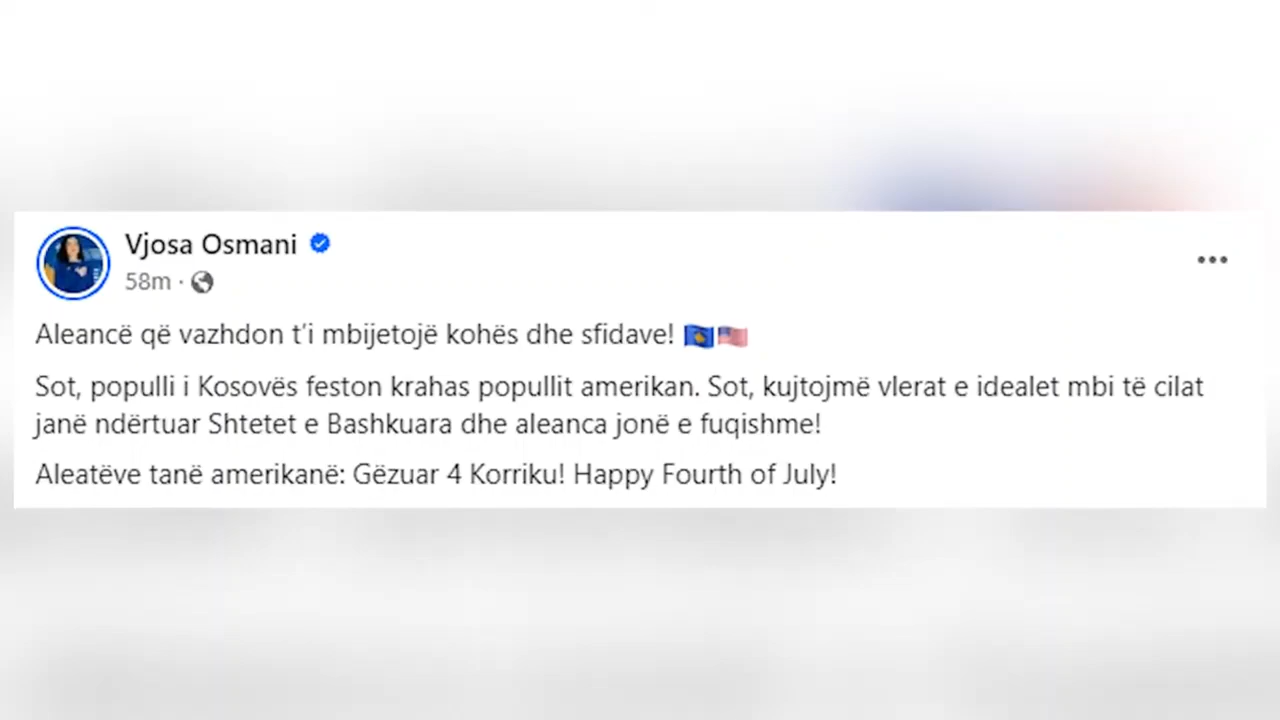 Vjosa Osmani
58m ·
Aleancë që vazhdon t'i mbijetojë kohës dhe sfidave! 🇽🇰🇺🇸
Sot, populli i Kosovës feston krahas popullit amerikan. Sot, kujtojmë vlerat e idealet mbi të cilat
janë ndërtuar Shtetet e Bashkuara dhe aleanca jonë e fuqishme!
Aleatëve tanë amerikanë: Gëzuar 4 Korriku! Happy Fourth of July!